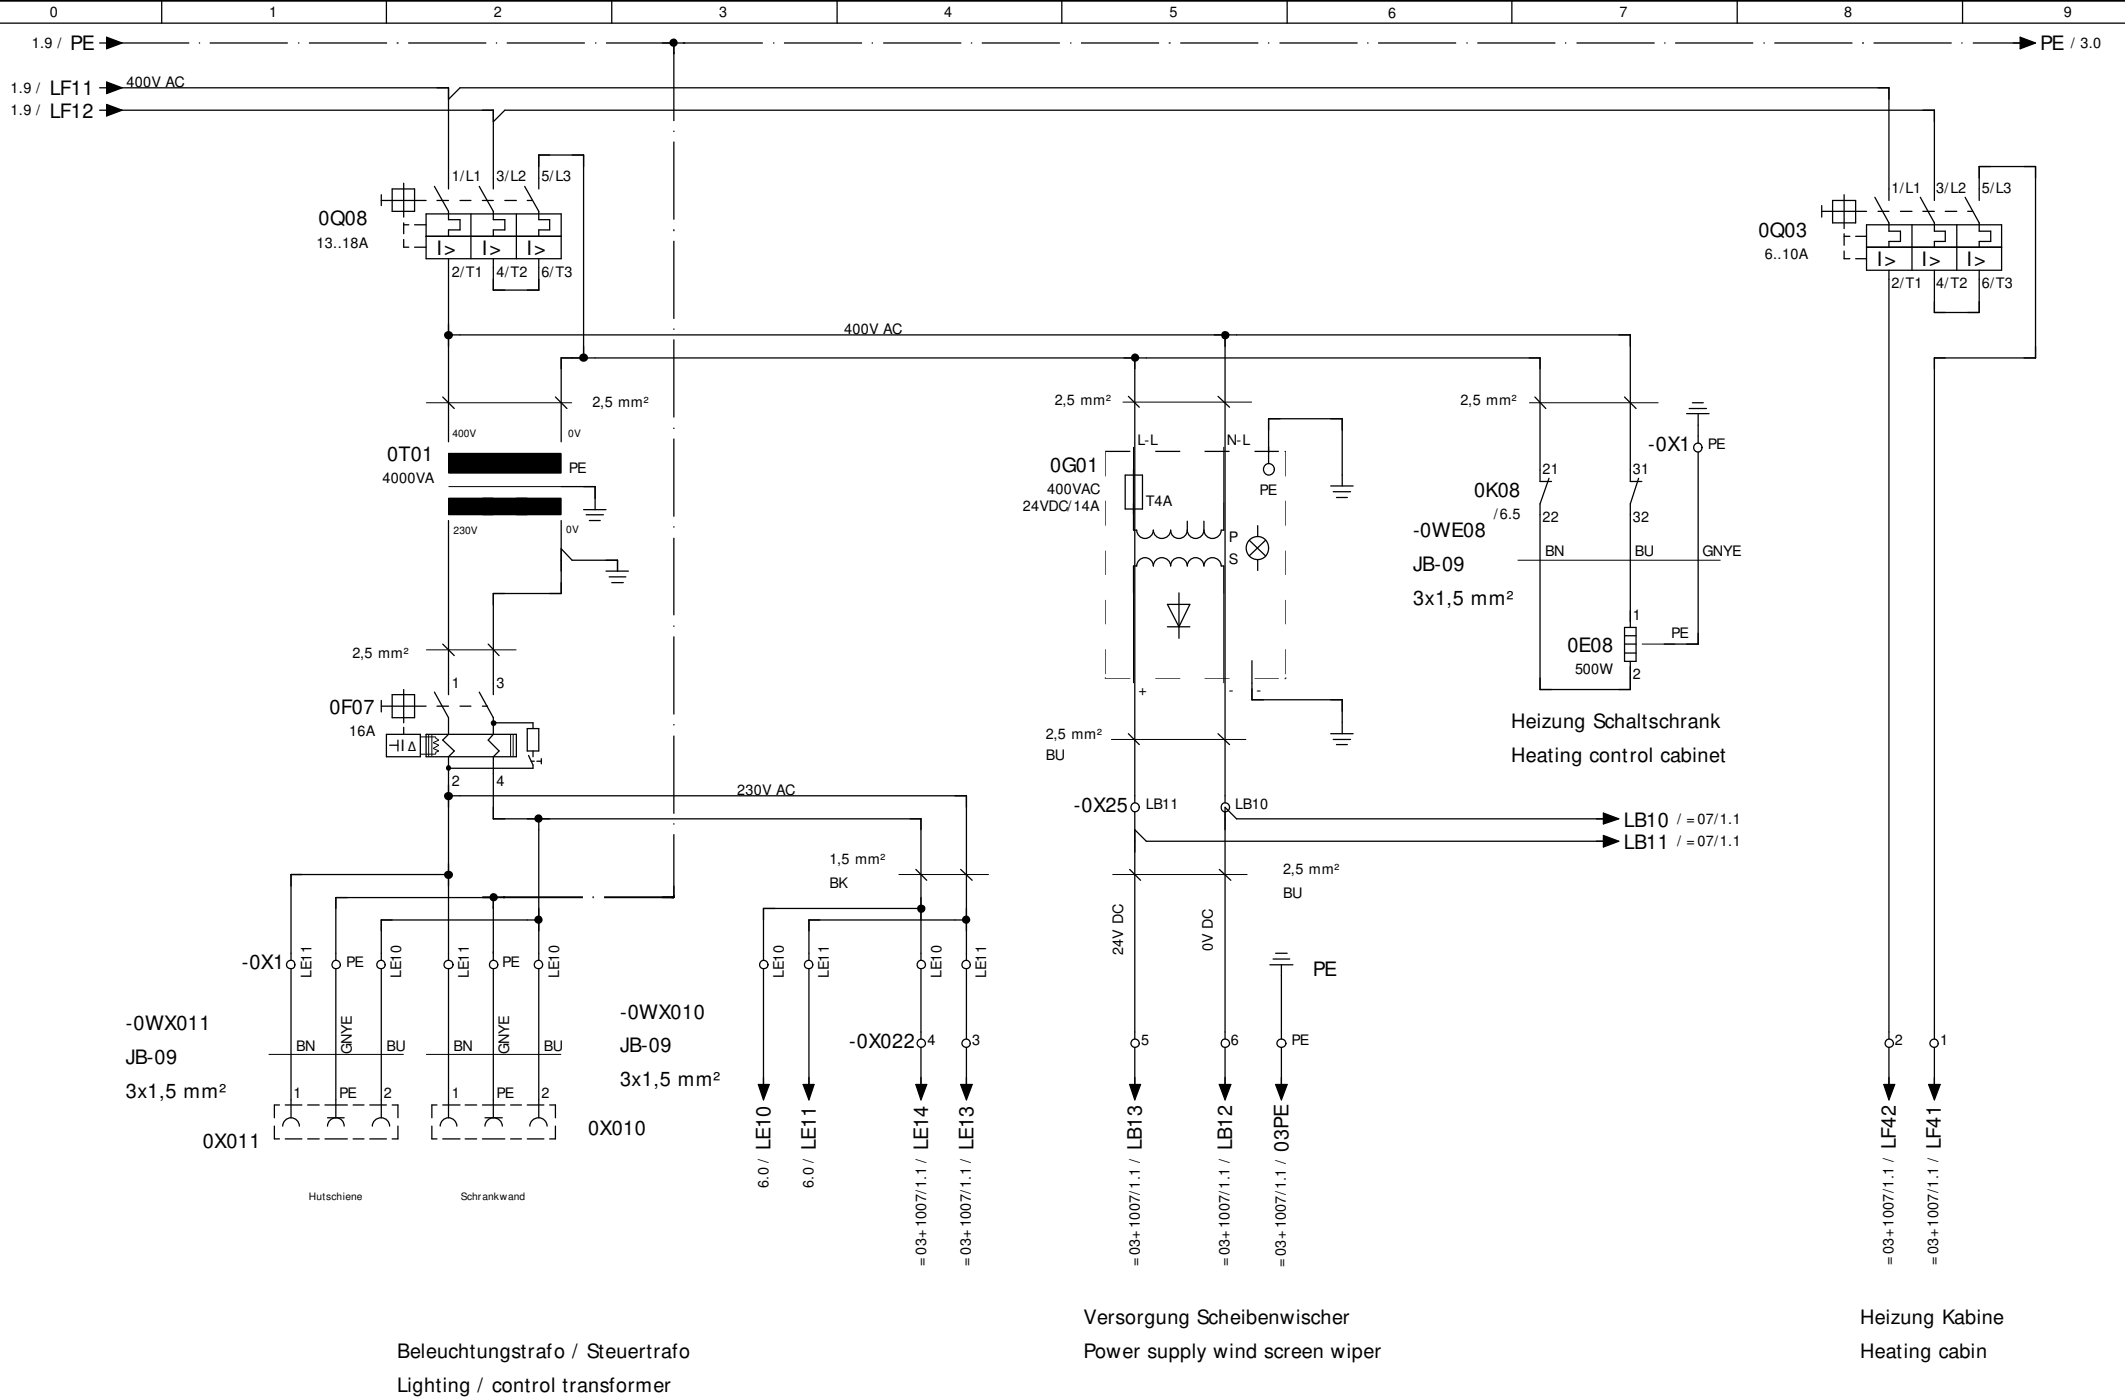 0 1 2 3 4 5 6 7 8 9
1.9 / PE PE / 3.0
1.9 / LF11 400V AC
1.9 / LF12
1/L1 3/L2 5/L3
0Q08
13..18A
I> I> I>
2/T1 4/T2 6/T3
1/L1 3/L2 5/L3
0Q03
6..10A
I> I> I>
2/T1 4/T2 6/T3
400V AC
2,5 mm²
400V 0V
0T01
4000VA
PE
230V 0V
2,5 mm²
1 3
0F07
16A
2 4
230V AC
2,5 mm²
L-L N-L
0G01
400VAC
24VDC/14A
T4A
PE
P
S
+ - -
2,5 mm²
BU
-0X25 LB11 LB10
LB10 / =07/1.1
LB11 / =07/1.1
2,5 mm²
-0X1 PE
21 31
0K08
/6.5
22 32
-0WE08
JB-09
3x1,5 mm²
BN BU GNYE
1
0E08
500W
2
PE
Heizung Schaltschrank
Heating control cabinet
1,5 mm²
BK
2,5 mm²
BU
24V DC 0V DC
-0X1 LE11 PE LE10 LE11 PE LE10
LE10 LE11 LE10 LE11
PE
-0WX011
JB-09
3x1,5 mm²
BN GNYE BU
1 PE 2
0X011
BN GNYE BU
1 PE 2
0X010
-0WX010
JB-09
3x1,5 mm²
-0X022 4 3
5 6 PE
2 1
6.0 / LE10
6.0 / LE11
=03+1007/1.1 / LE14
=03+1007/1.1 / LE13
=03+1007/1.1 / LB13
=03+1007/1.1 / LB12
=03+1007/1.1 / 03PE
=03+1007/1.1 / LF42
=03+1007/1.1 / LF41
Hutschiene
Schrankwand
Beleuchtungstrafo / Steuertrafo
Lighting / control transformer
Versorgung Scheibenwischer
Power supply wind screen wiper
Heizung Kabine
Heating cabin